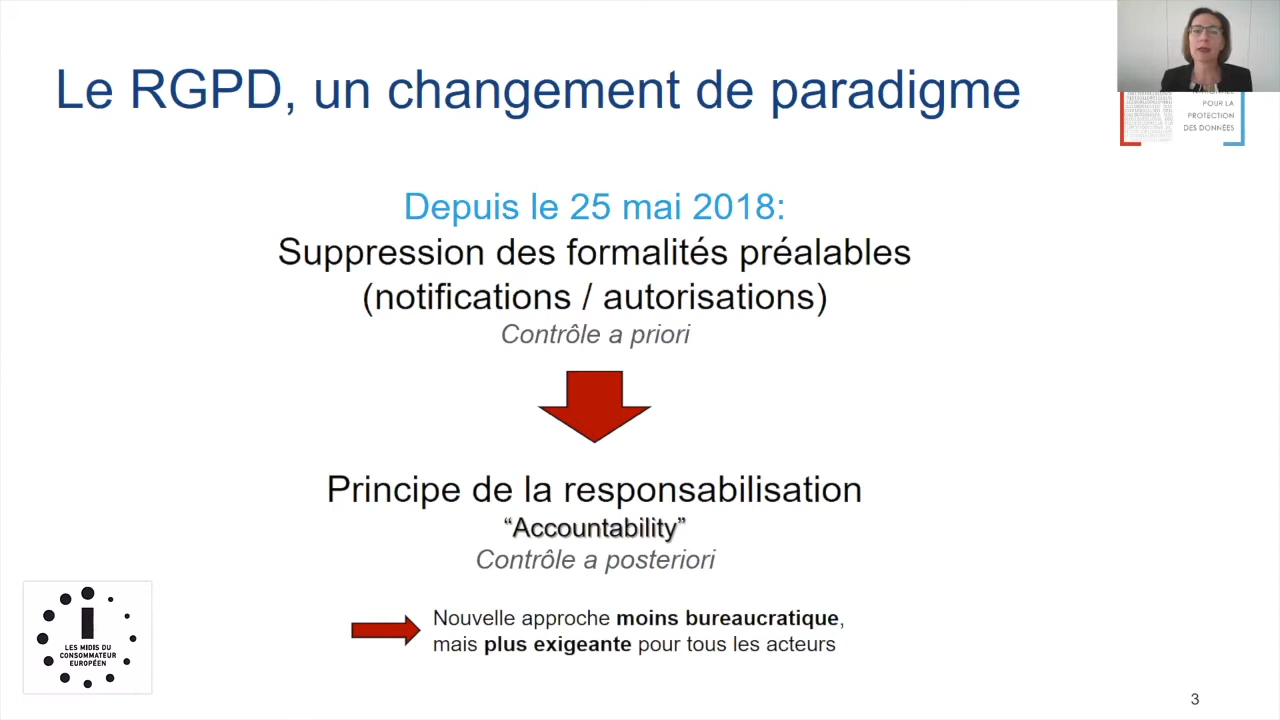 Le RGPD, un changement de paradigme
POUR LA
PROTECTION
DES DONNÉES
Depuis le 25 mai 2018:
Suppression des formalités préalables
(notifications / autorisations)
Contrôle a priori
Principe de la responsabilisation
“Accountability”
Contrôle a posteriori
Nouvelle approche moins bureaucratique,
mais plus exigeante pour tous les acteurs
LES MIDIS DU
CONSOMMATEUR
EUROPÉEN
3